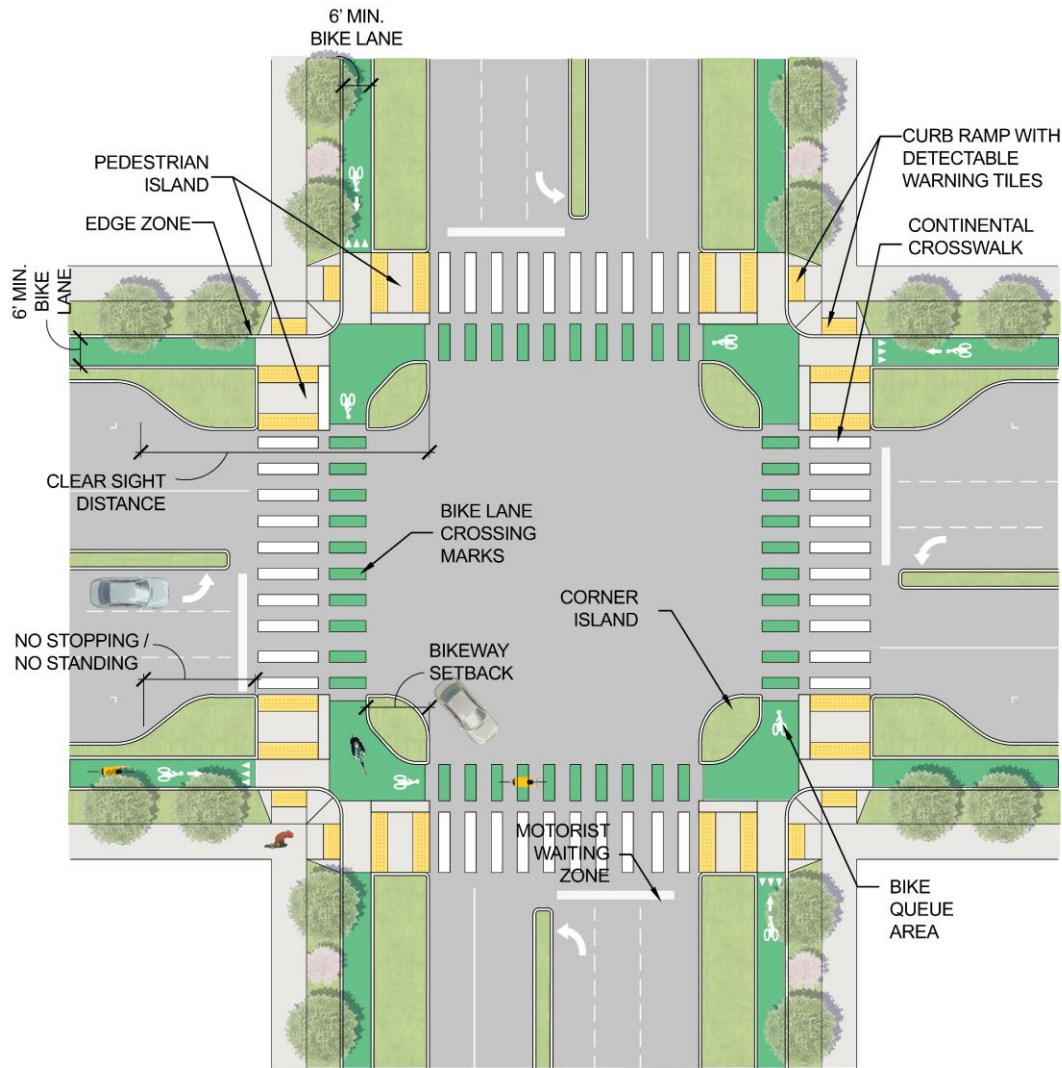 6' MIN.
BIKE LANE
PEDESTRIAN
ISLAND
EDGE ZONE
6' MIN.
BIKE
LANE
CURB RAMP WITH
DETECTABLE
WARNING TILES
CONTINENTAL
CROSSWALK
CLEAR SIGHT
DISTANCE
BIKE LANE
CROSSING
MARKS
NO STOPPING /
NO STANDING
BIKEWAY
SETBACK
CORNER
ISLAND
MOTORIST
WAITING
ZONE
BIKE
QUEUE
AREA